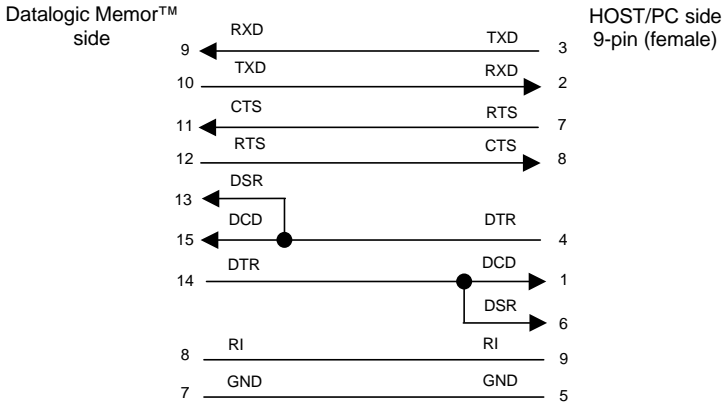 Datalogic Memor™ side
HOST/PC side
9-pin (female)
9 RXD TXD 3
10 TXD RXD 2
11 CTS RTS 7
12 RTS CTS 8
13 DSR
15 DCD DTR 4
14 DTR DCD 1
DSR 6
8 RI RI 9
7 GND GND 5